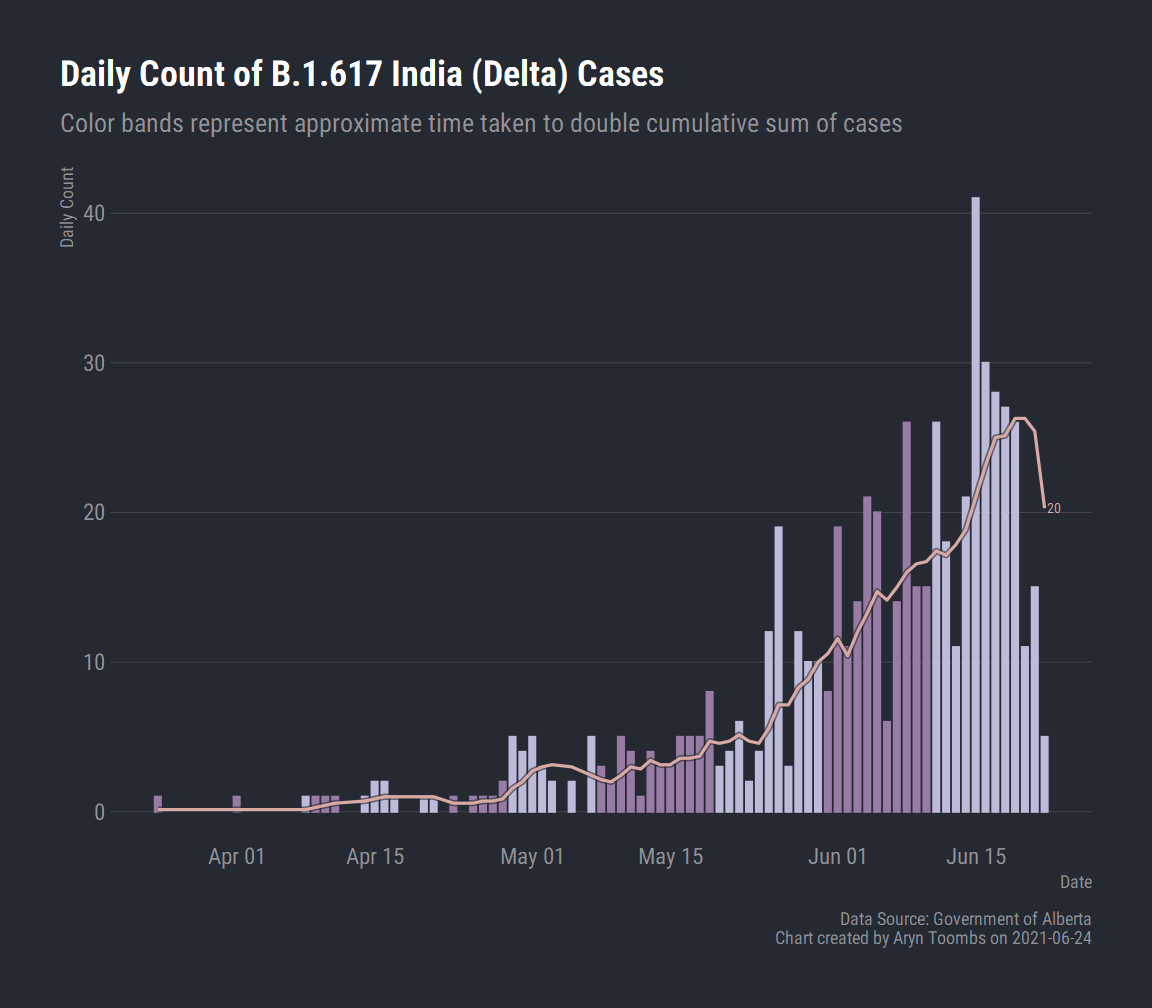 Daily Count of B.1.617 India (Delta) Cases
Color bands represent approximate time taken to double cumulative sum of cases
Daily Count
40
30
20
20
10
0
Apr 01
Apr 15
May 01
May 15
Jun 01
Jun 15
Date
Data Source: Government of Alberta
Chart created by Aryn Toombs on 2021-06-24